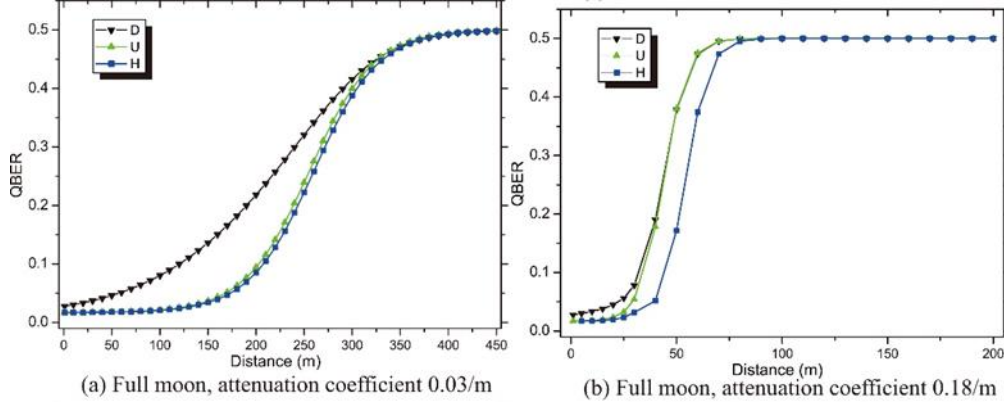 0.5
0.4
0.3
0.2
0.1
0.0
QBER
D
U
H
0 50 100 150 200 250 300 350 400 450
Distance (m)
(a) Full moon, attenuation coefficient 0.03/m
0.5
0.4
0.3
0.2
0.1
0.0
QBER
D
U
H
0 50 100 150 200
Distance (m)
(b) Full moon, attenuation coefficient 0.18/m